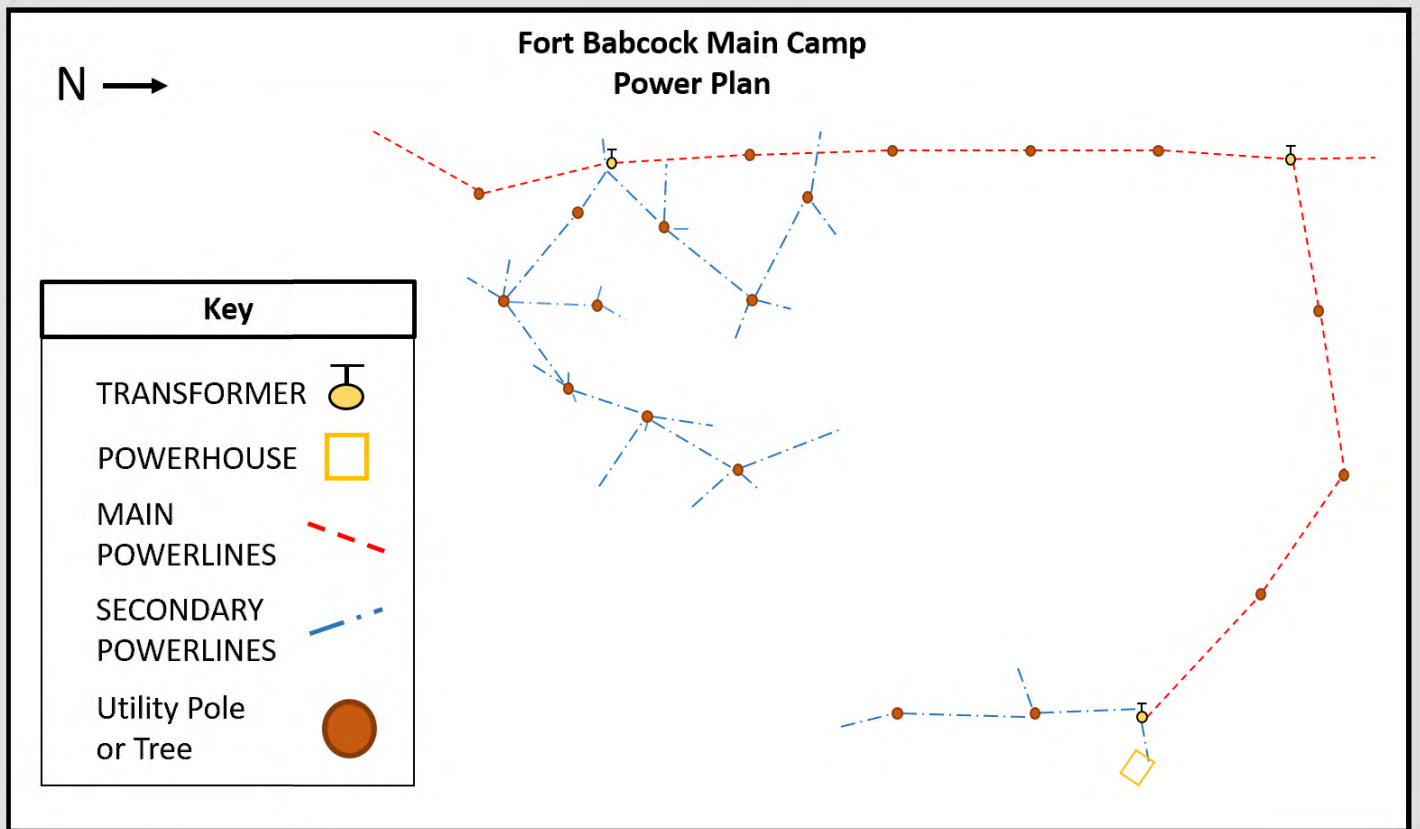 Fort Babcock Main Camp
Power Plan
N
Key
TRANSFORMER
POWERHOUSE
MAIN
POWERLINES
SECONDARY
POWERLINES
Utility Pole
or Tree